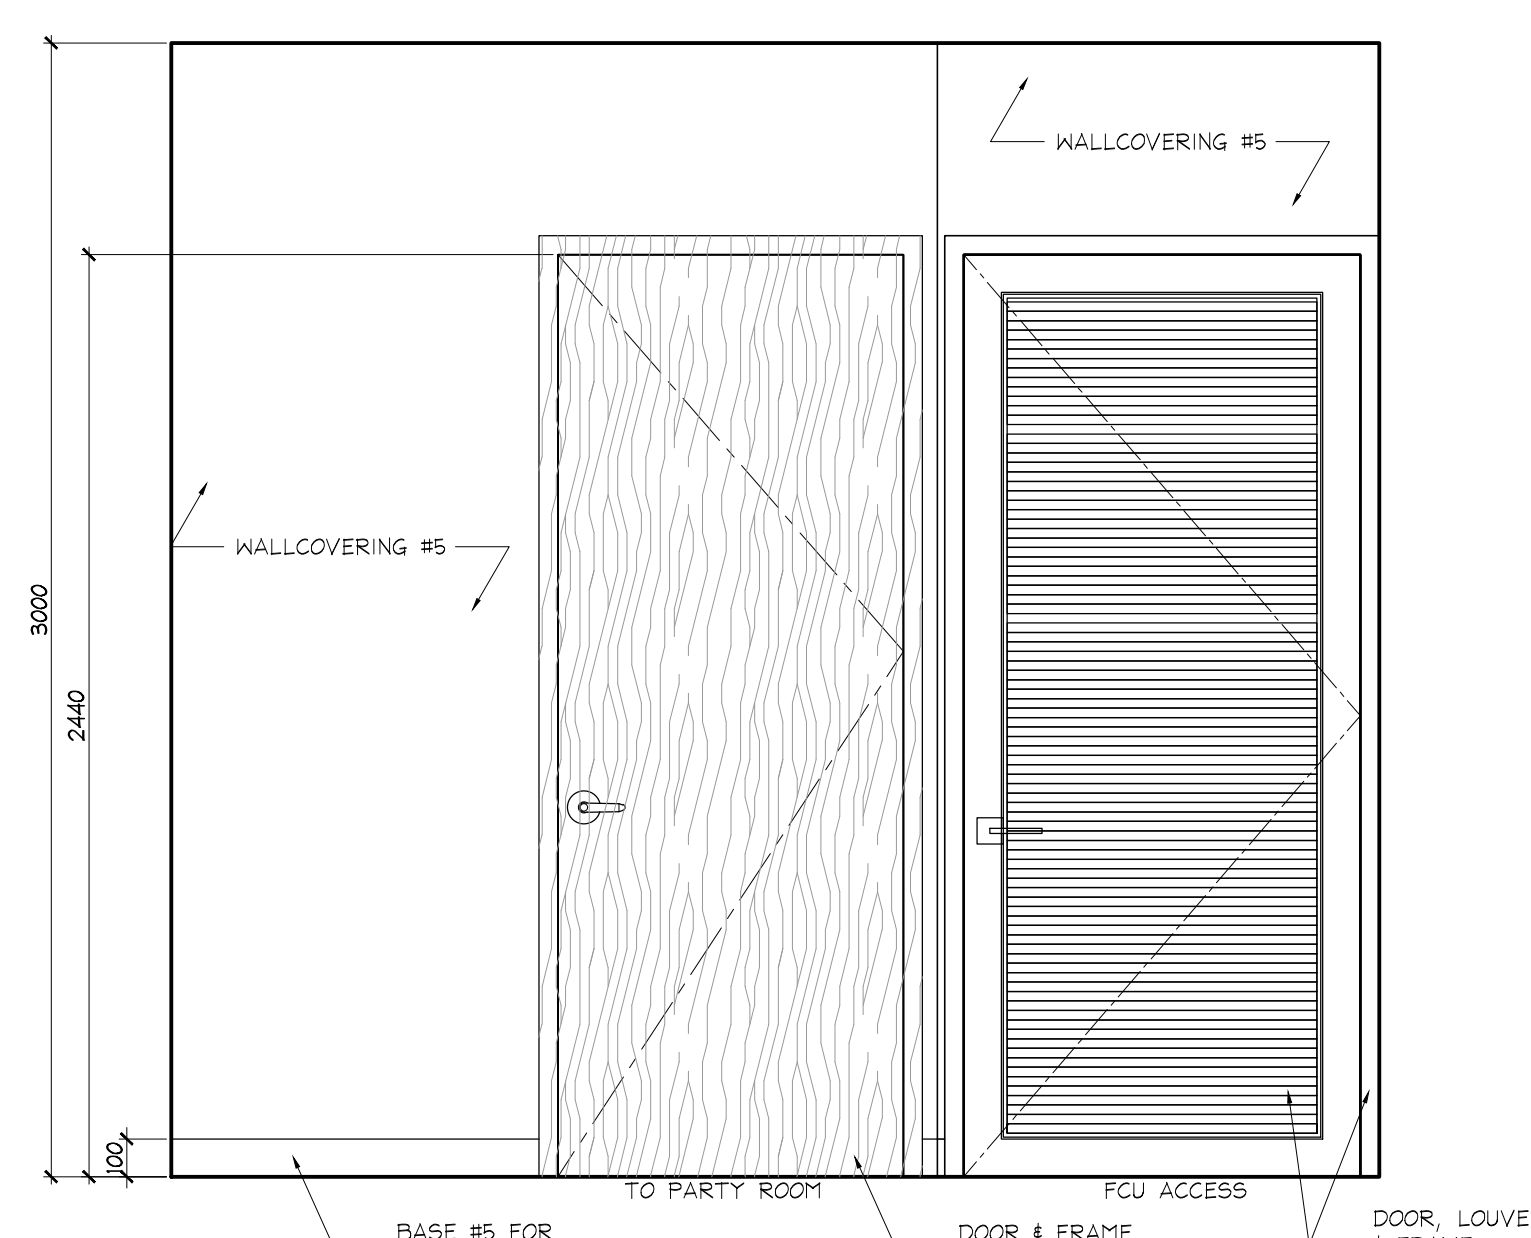 WALLCOVERING #5
WALLCOVERING #5
3000
2440
100
TO PARTY ROOM
FCU ACCESS
BASE #5 FOR
DOOR & FRAME
DOOR, LOUVE